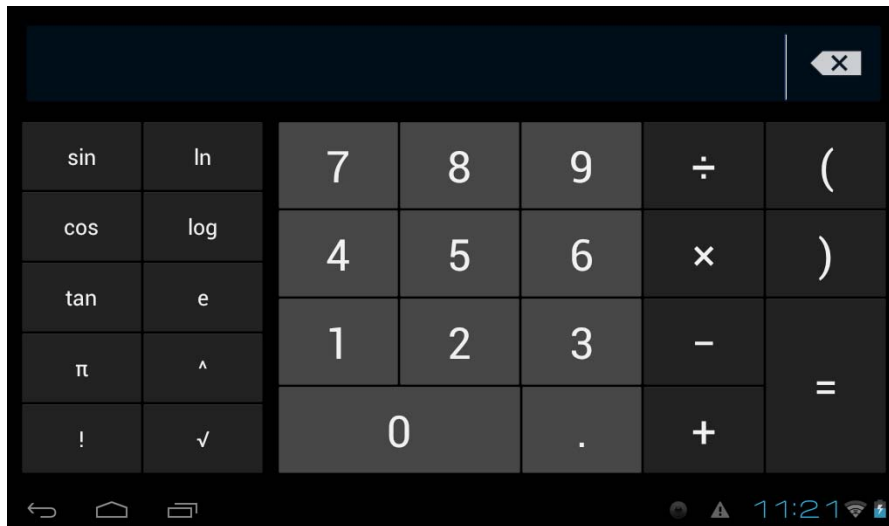 sin ln 7 8 9 ÷ (
cos log 4 5 6 × )
tan e 1 2 3 −
π ^ =
! √ 0 . +
11:21